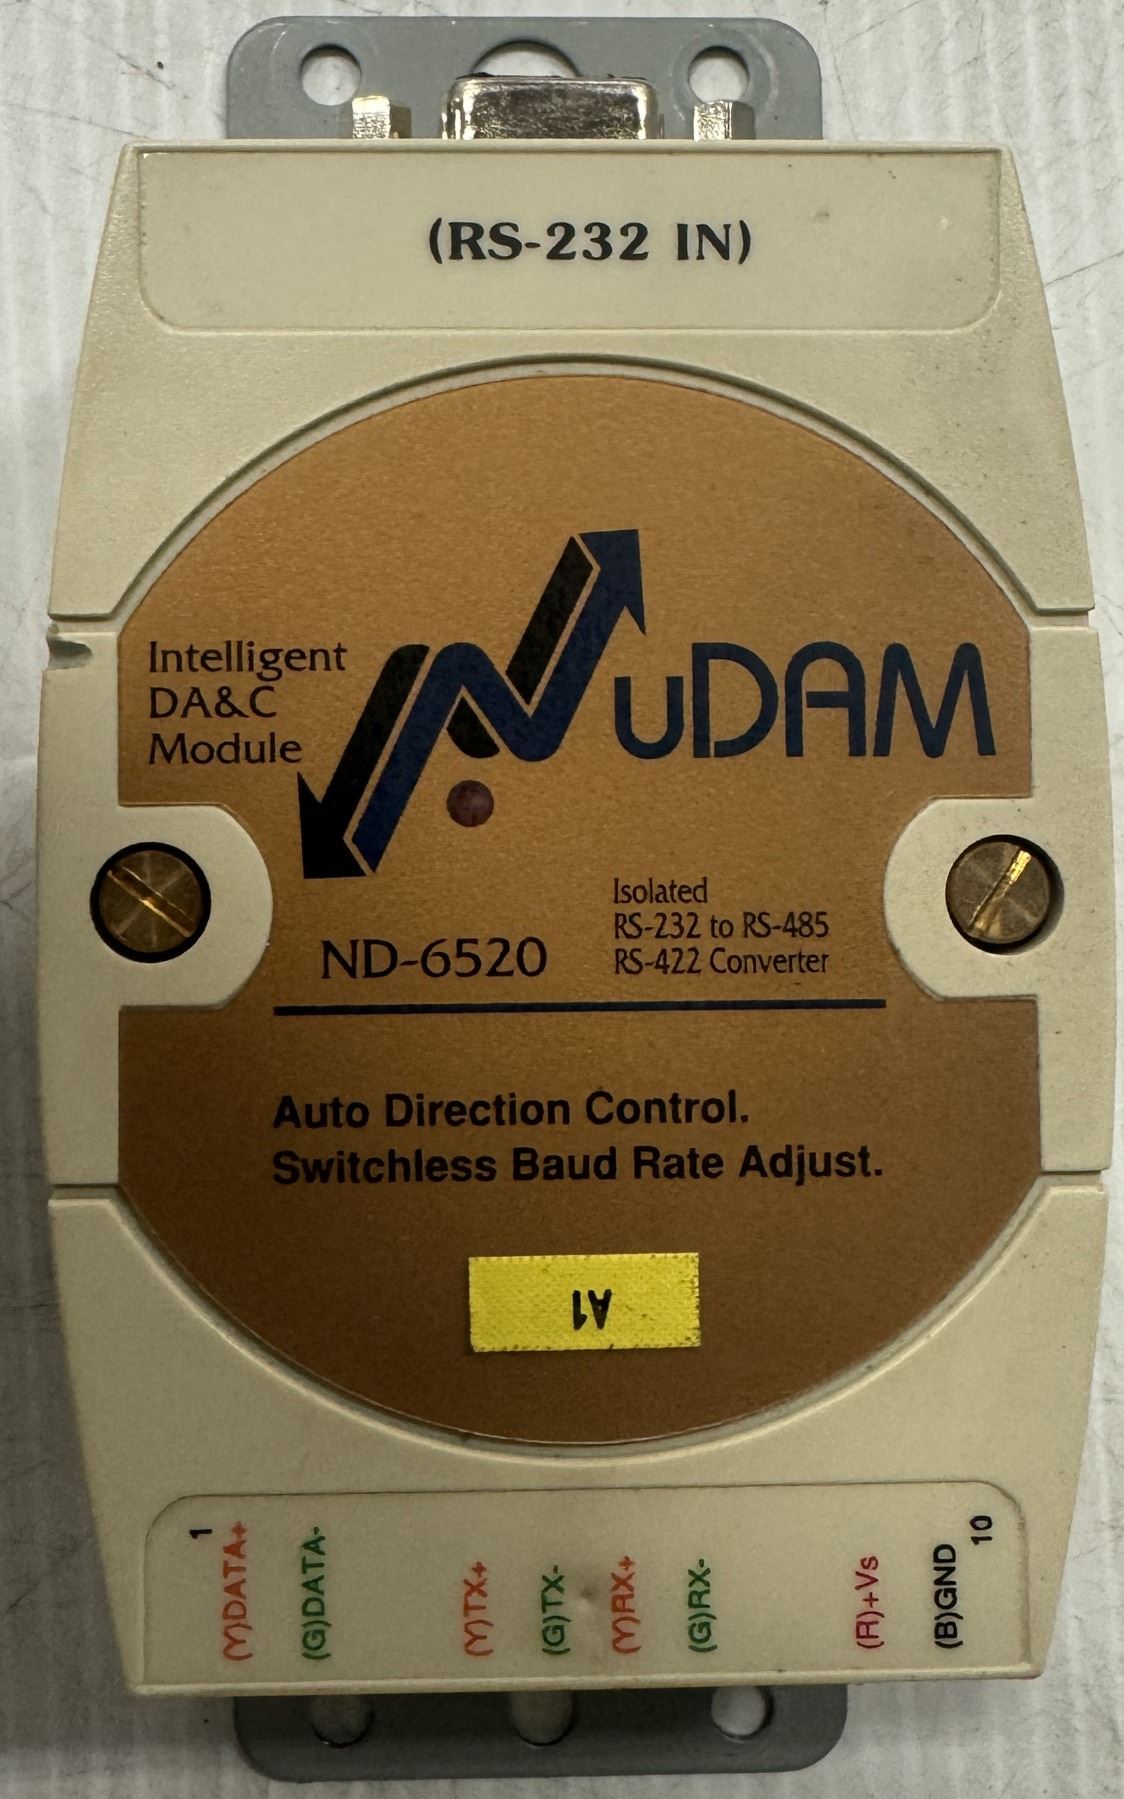 (RS-232 IN)
Intelligent
DA&C
Module
NuDAM
ND-6520
Isolated
RS-232 to RS-485
RS-422 Converter
Auto Direction Control.
Switchless Baud Rate Adjust.
A1
1
(Y)DATA+
(G)DATA-
(Y)TX+
(G)TX-
(Y)RX+
(G)RX-
(R)+Vs
(B)GND
10